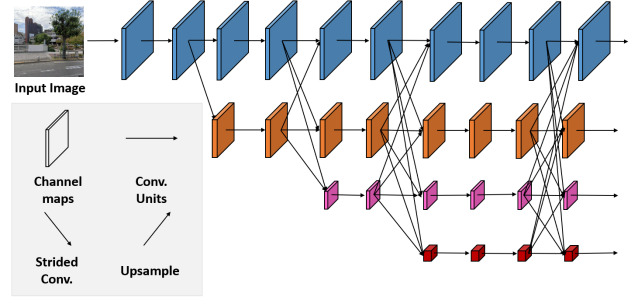 Input Image
Channel
maps
Conv.
Units
Strided
Conv.
Upsample